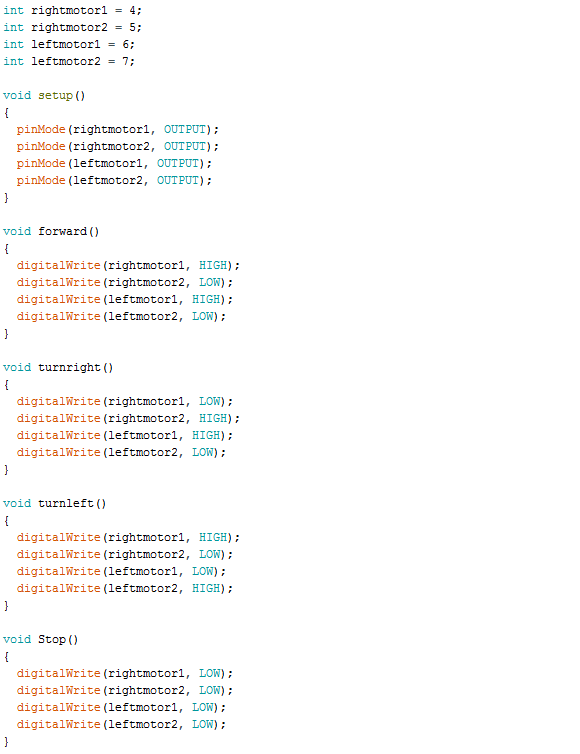 int rightmotor1 = 4;
int rightmotor2 = 5;
int leftmotor1 = 6;
int leftmotor2 = 7;

void setup()
{
  pinMode(rightmotor1, OUTPUT);
  pinMode(rightmotor2, OUTPUT);
  pinMode(leftmotor1, OUTPUT);
  pinMode(leftmotor2, OUTPUT);
}

void forward()
{
  digitalWrite(rightmotor1, HIGH);
  digitalWrite(rightmotor2, LOW);
  digitalWrite(leftmotor1, HIGH);
  digitalWrite(leftmotor2, LOW);
}

void turnright()
{
  digitalWrite(rightmotor1, LOW);
  digitalWrite(rightmotor2, HIGH);
  digitalWrite(leftmotor1, HIGH);
  digitalWrite(leftmotor2, LOW);
}

void turnleft()
{
  digitalWrite(rightmotor1, HIGH);
  digitalWrite(rightmotor2, LOW);
  digitalWrite(leftmotor1, LOW);
  digitalWrite(leftmotor2, HIGH);
}

void Stop()
{
  digitalWrite(rightmotor1, LOW);
  digitalWrite(rightmotor2, LOW);
  digitalWrite(leftmotor1, LOW);
  digitalWrite(leftmotor2, LOW);
}